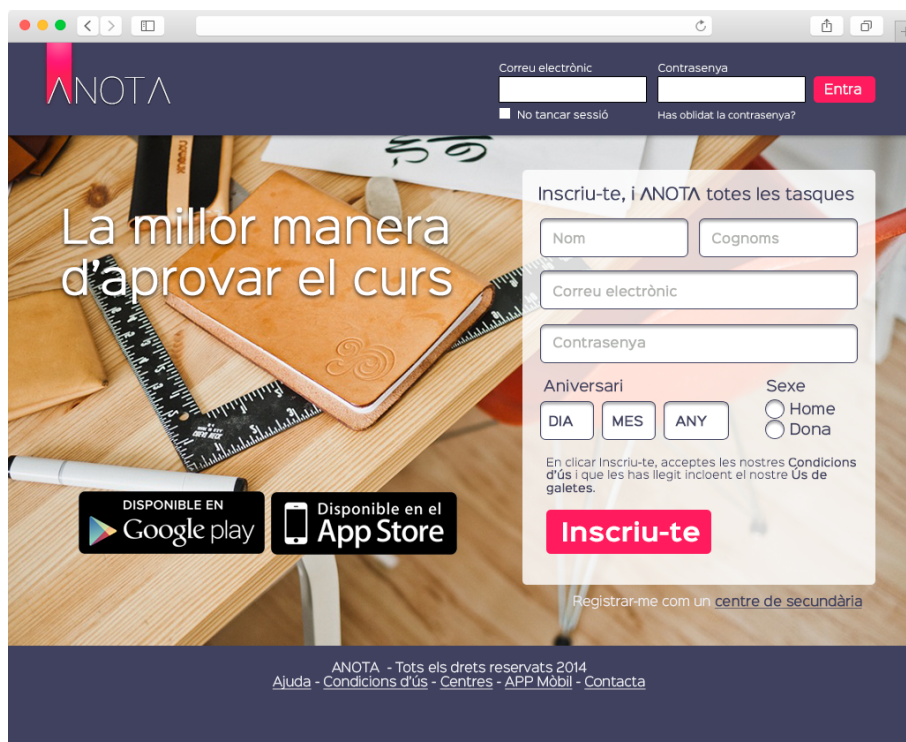 ANOTA
Correu electrònic
Contrasenya
Entra
No tancar sessió
Has oblidat la contrasenya?
La millor manera
d'aprovar el curs
Inscriu-te, i ANOTA totes les tasques
Nom
Cognoms
Correu electrònic
Contrasenya
Aniversari
Sexe
DIA
MES
ANY
Home
Dona
En clicar Inscriu-te, acceptes les nostres Condicions
d'ús i que les has llegit incloent el nostre Ús de
galetes.
Inscriu-te
DISPONIBLE EN
Google play
Disponible en el
App Store
Registrar-me com un centre de secundària
ANOTA - Tots els drets reservats 2014
Ajuda - Condicions d'ús - Centres - APP Mòbil - Contacta